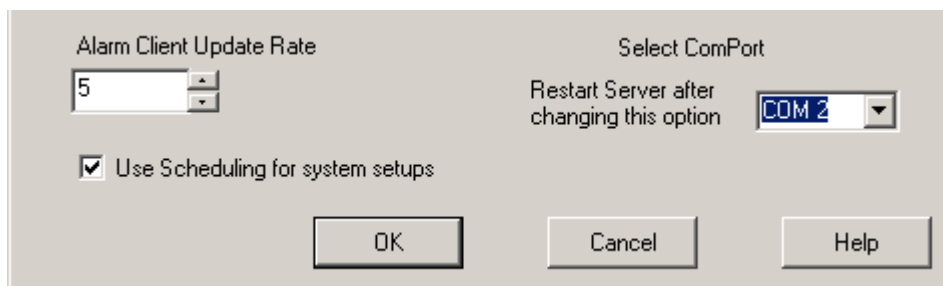 Alarm Client Update Rate
5
Select ComPort
Restart Server after
changing this option
COM 2
Use Scheduling for system setups
OK
Cancel
Help